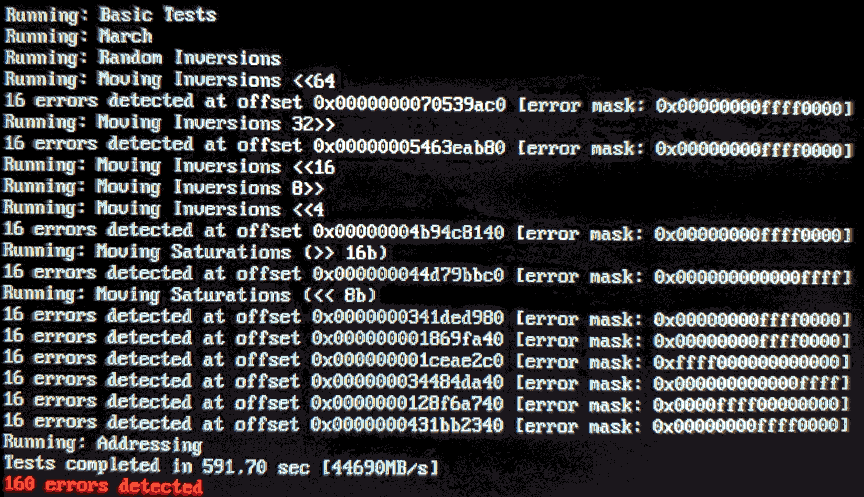 Running: Basic Tests
Running: March
Running: Random Inversions
Running: Moving Inversions <<64
16 errors detected at offset 0x0000000070539ac0 [error mask: 0x00000000ffff0000]
Running: Moving Inversions 32>>
16 errors detected at offset 0x00000005463eab80 [error mask: 0x00000000ffff0000]
Running: Moving Inversions <<16
Running: Moving Inversions 8>>
Running: Moving Inversions <<4
16 errors detected at offset 0x00000004b94c8140 [error mask: 0x00000000ffff0000]
Running: Moving Saturations (>> 16b)
16 errors detected at offset 0x000000044d79bbc0 [error mask: 0x000000000000ffff]
Running: Moving Saturations (<< 8b)
16 errors detected at offset 0x0000000341ded980 [error mask: 0x00000000ffff0000]
16 errors detected at offset 0x000000001869fa40 [error mask: 0x00000000ffff0000]
16 errors detected at offset 0x000000001ceae2c0 [error mask: 0xffff000000000000]
16 errors detected at offset 0x000000034484da40 [error mask: 0x000000000000ffff]
16 errors detected at offset 0x0000000128f6a740 [error mask: 0x0000ffff00000000]
16 errors detected at offset 0x0000000431bb2340 [error mask: 0x00000000ffff0000]
Running: Addressing
Tests completed in 591.70 sec [44690MB/s]
160 errors detected